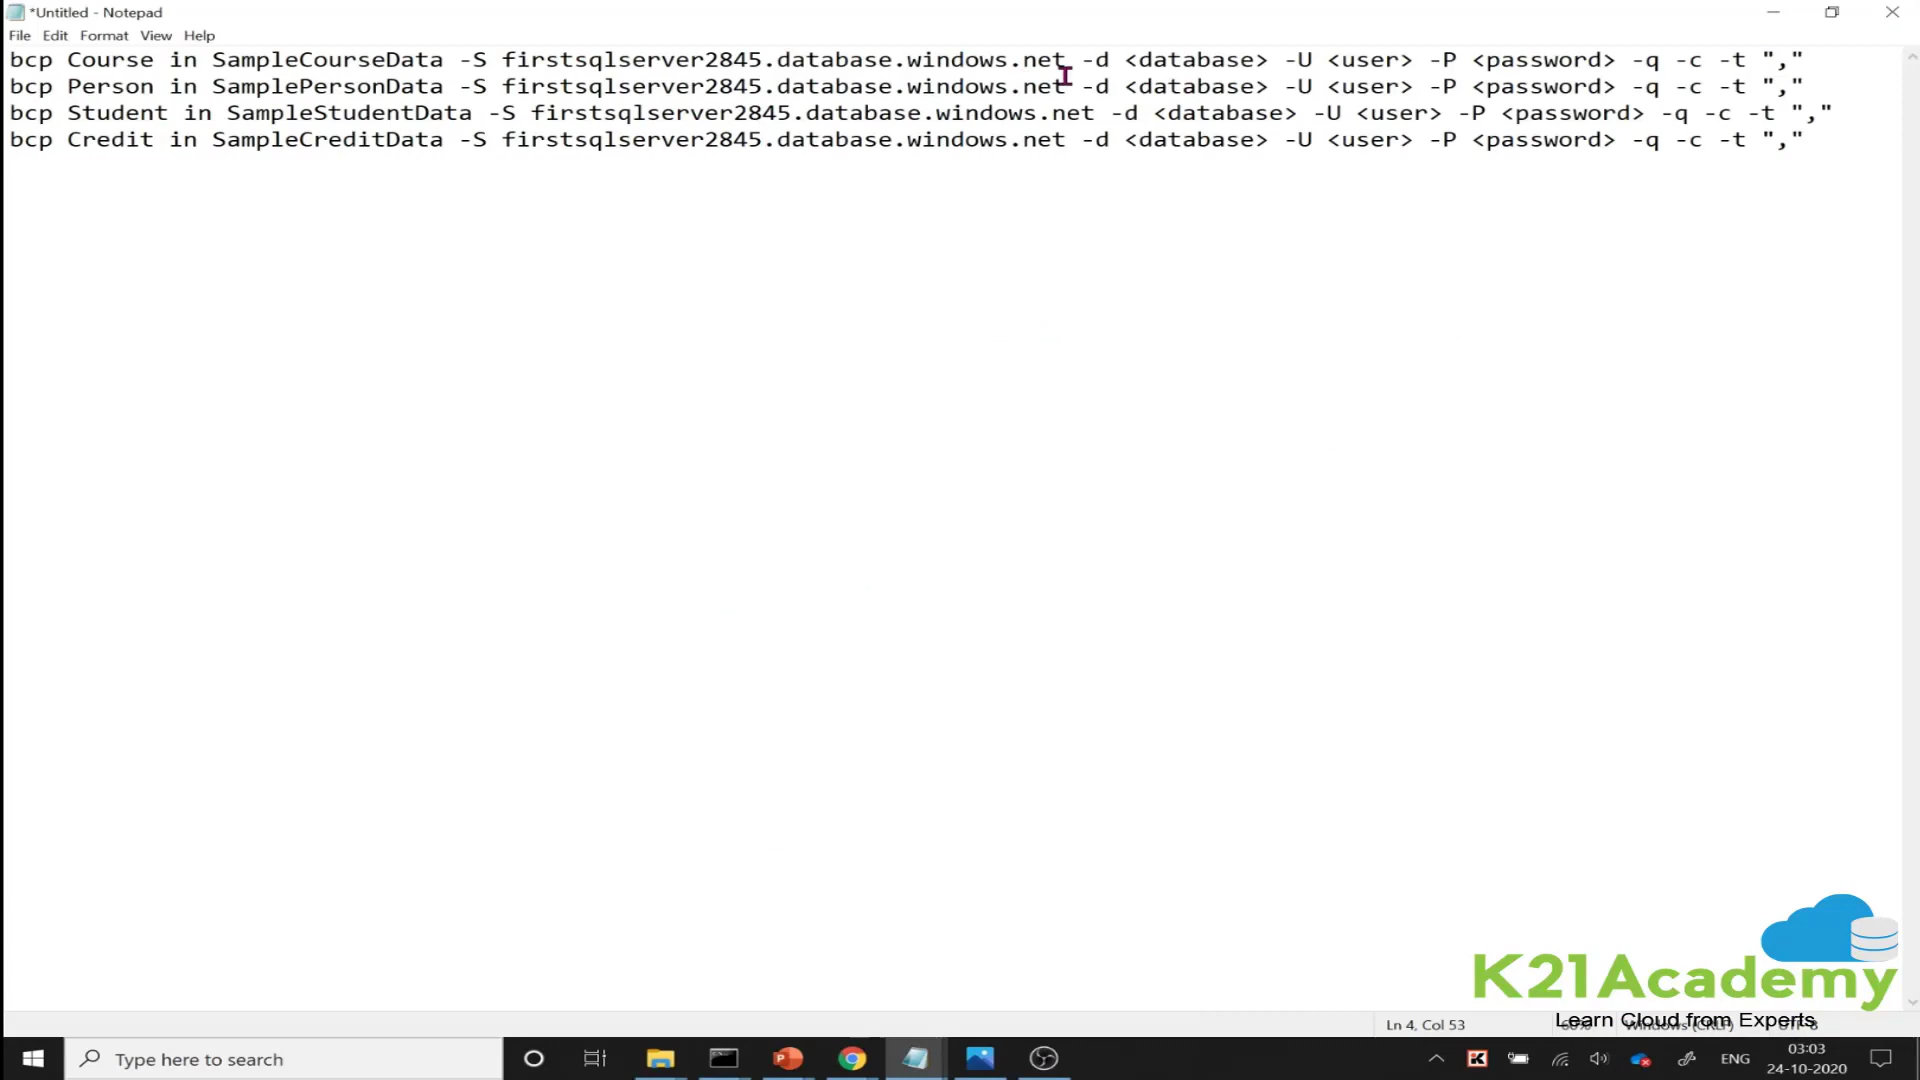 *Untitled - Notepad
File Edit Format View Help
bcp Course in SampleCourseData -S firstsqlserver2845.database.windows.net -d <database> -U <user> -P <password> -q -c -t ","
bcp Person in SamplePersonData -S firstsqlserver2845.database.windows.net -d <database> -U <user> -P <password> -q -c -t ","
bcp Student in SampleStudentData -S firstsqlserver2845.database.windows.net -d <database> -U <user> -P <password> -q -c -t ","
bcp Credit in SampleCreditData -S firstsqlserver2845.database.windows.net -d <database> -U <user> -P <password> -q -c -t ","
K21Academy
Learn Cloud from Experts
Ln 4, Col 53
Type here to search
ENG
03:03
24-10-2020